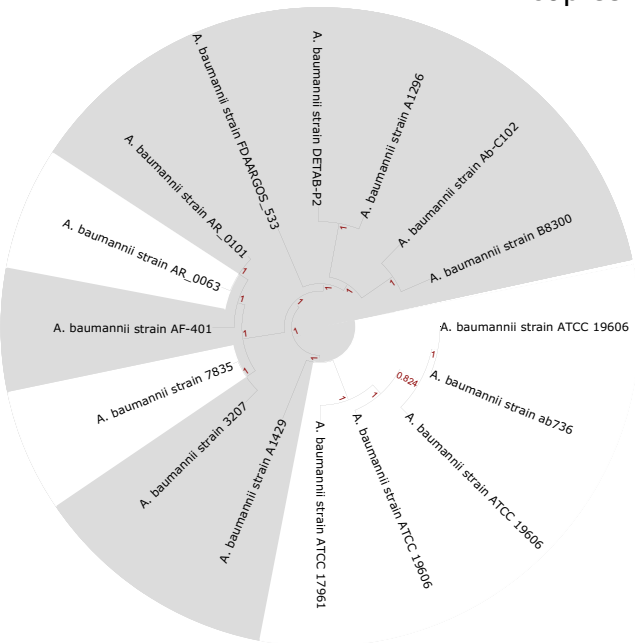 A. baumannii strain DETAB-P2
A. baumannii strain A1296
A. baumannii strain Ab-C102
A. baumannii strain B8300
A. baumannii strain ATCC 19606
A. baumannii strain ab736
A. baumannii strain ATCC 19606
A. baumannii strain ATCC 19606
A. baumannii strain ATCC 17961
A. baumannii strain A1429
A. baumannii strain 3207
A. baumannii strain 7835
A. baumannii strain AF-401
A. baumannii strain AR_0063
A. baumannii strain AR_0101
A. baumannii strain FDAARGOS_533
1
1
1
1
1
1
1
1
1
1
1
1
0.824
1
1